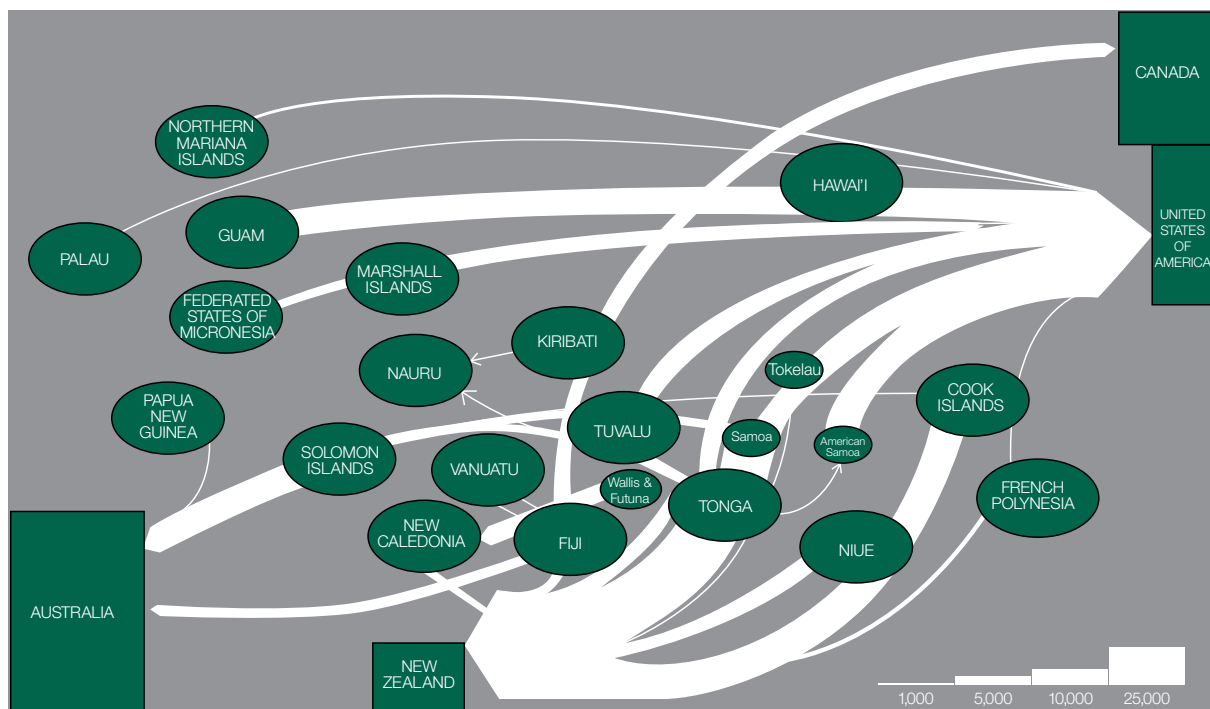 CANADA
NORTHERN
MARIANA
ISLANDS
HAWAI'I
UNITED
STATES
OF
AMERICA
GUAM
PALAU
MARSHALL
ISLANDS
FEDERATED
STATES OF
MICRONESIA
KIRIBATI
NAURU
Tokelau
COOK
ISLANDS
PAPUA
NEW
GUINEA
TUVALU
Samoa
American
Samoa
SOLOMON
ISLANDS
VANUATU
Wallis &
Futuna
TONGA
FRENCH
POLYNESIA
NEW
CALEDONIA
FIJI
NIUE
AUSTRALIA
NEW
ZEALAND
1,000
5,000
10,000
25,000